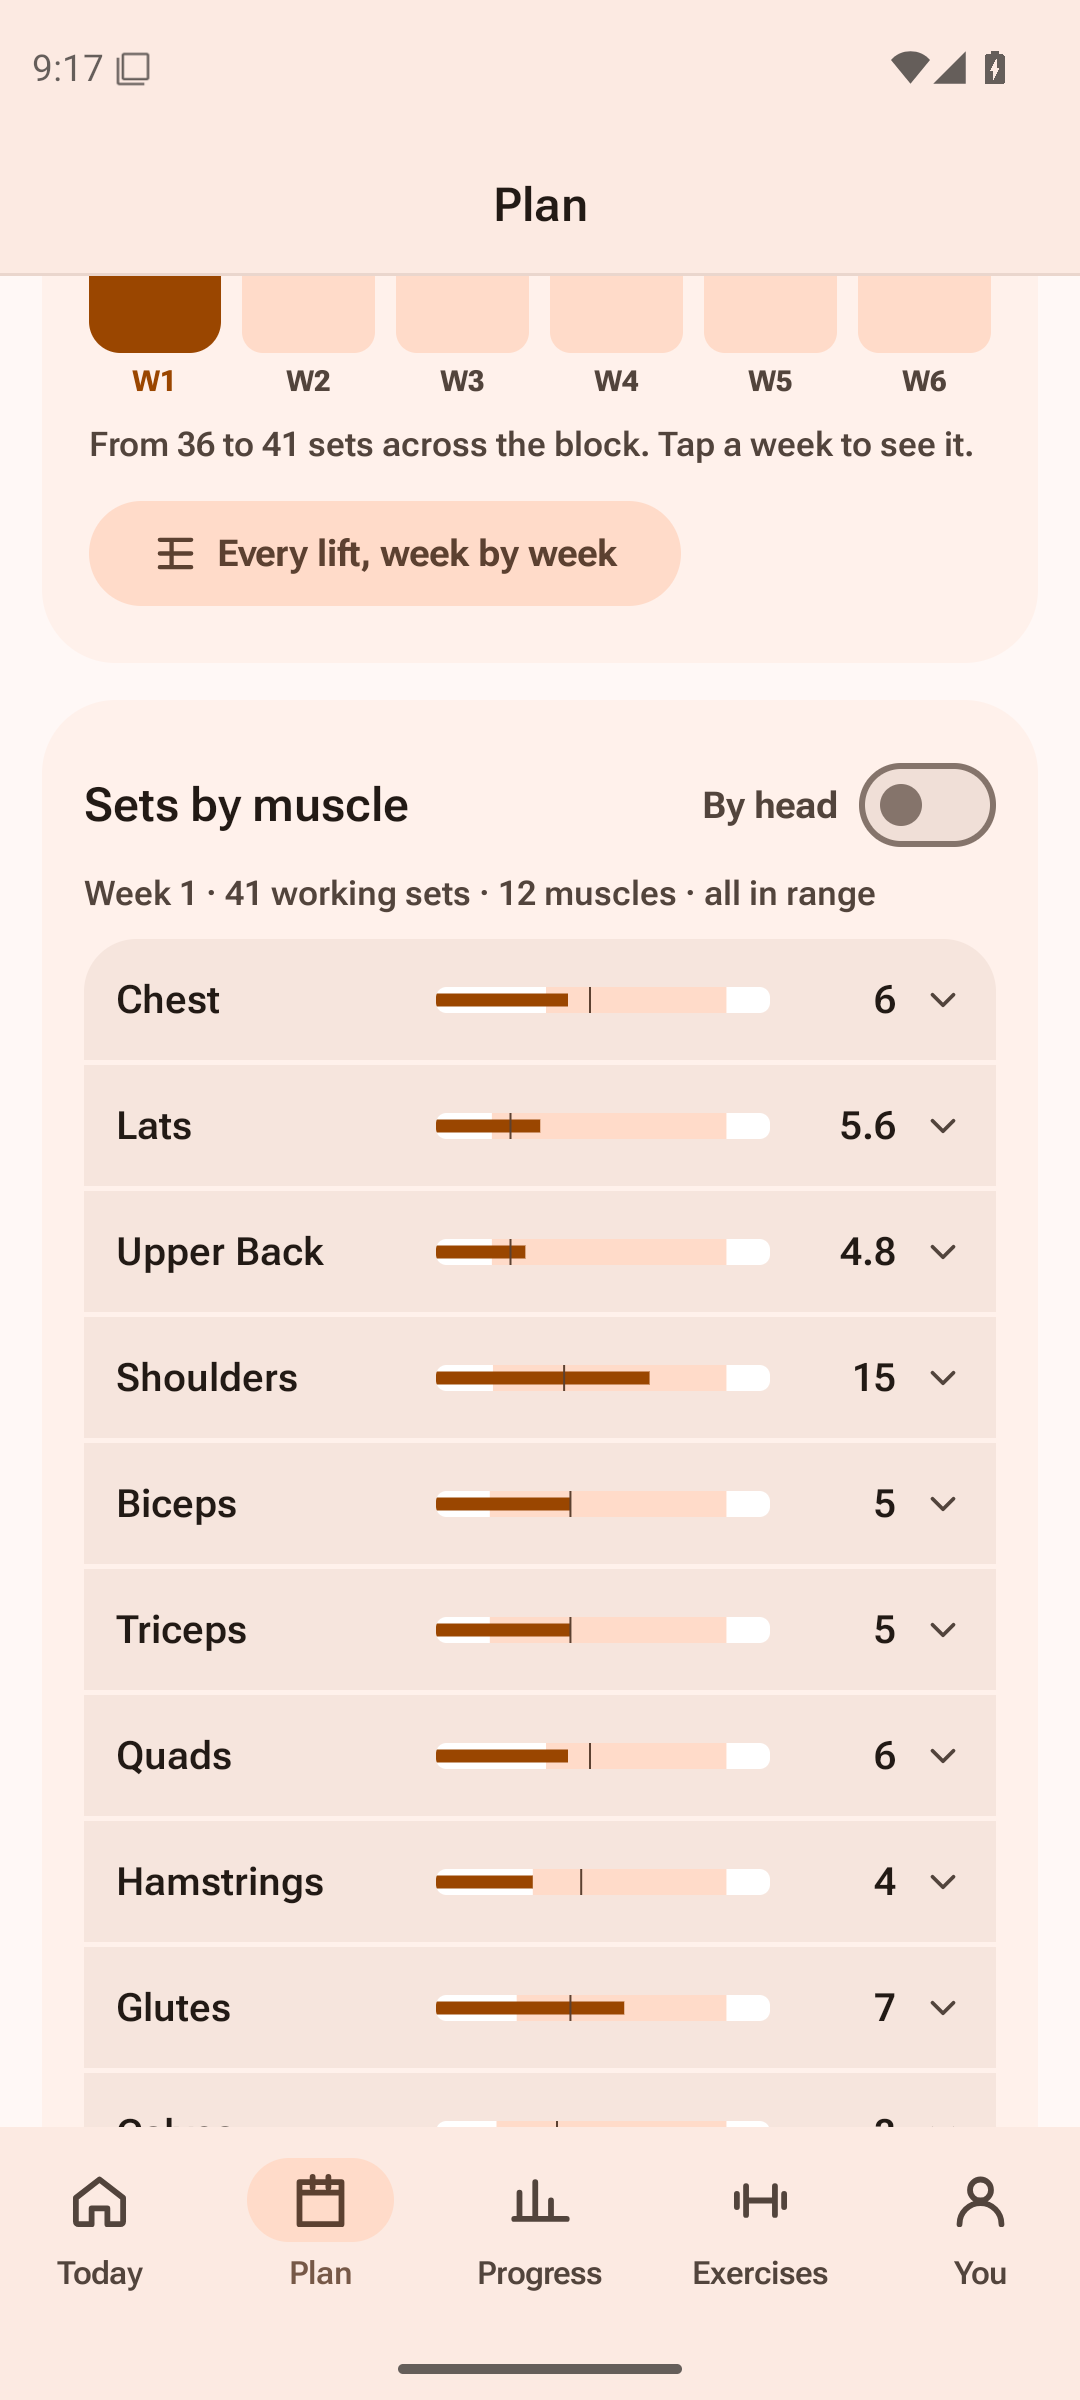 9:17
Plan
W1 W2 W3 W4 W5 W6
From 36 to 41 sets across the block. Tap a week to see it.
Every lift, week by week
Sets by muscle By head
Week 1 · 41 working sets · 12 muscles · all in range
Chest 6
Lats 5.6
Upper Back 4.8
Shoulders 15
Biceps 5
Triceps 5
Quads 6
Hamstrings 4
Glutes 7
Today Plan Progress Exercises You